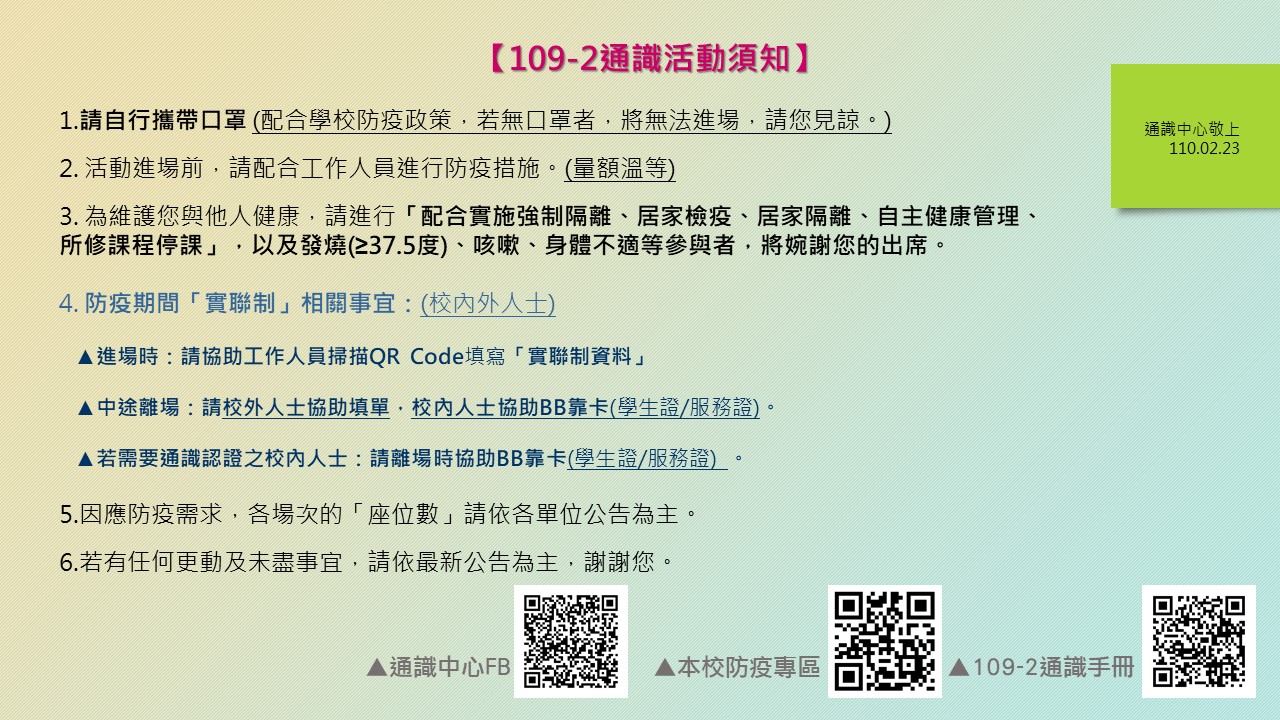 【109-2通識活動須知】
通識中心敬上
110.02.23
1.請自行攜帶口罩 (配合學校防疫政策，若無口罩者，將無法進場，請您見諒。)
2. 活動進場前，請配合工作人員進行防疫措施。(量額溫等)
3. 為維護您與他人健康，請進行「配合實施強制隔離、居家檢疫、居家隔離、自主健康管理、
所修課程停課」，以及發燒(≥37.5度)、咳嗽、身體不適等參與者，將婉謝您的出席。
4. 防疫期間「實聯制」相關事宜：(校內外人士)
▲進場時：請協助工作人員掃描QR Code填寫「實聯制資料」
▲中途離場：請校外人士協助填單，校內人士協助BB靠卡(學生證/服務證)。
▲若需要通識認證之校內人士：請離場時協助BB靠卡(學生證/服務證) 。
5.因應防疫需求，各場次的「座位數」請依各單位公告為主。
6.若有任何更動及未盡事宜，請依最新公告為主，謝謝您。
▲通識中心FB
▲本校防疫專區
▲109-2通識手冊